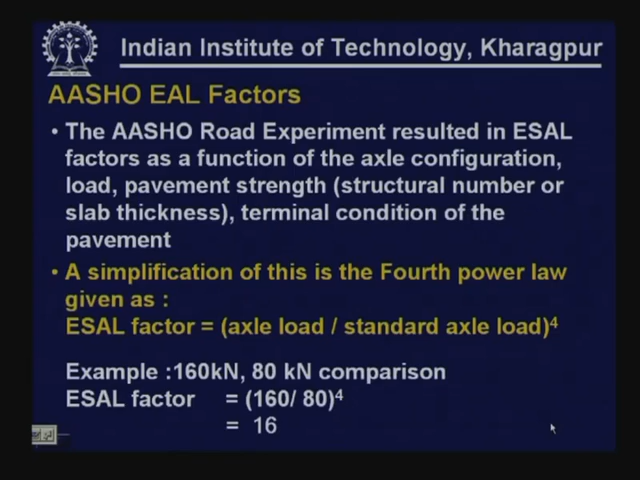 Indian Institute of Technology, Kharagpur
AASHO EAL Factors
• The AASHO Road Experiment resulted in ESAL
factors as a function of the axle configuration,
load, pavement strength (structural number or
slab thickness), terminal condition of the
pavement
• A simplification of this is the Fourth power law
given as :
ESAL factor = (axle load / standard axle load)⁴
Example :160kN, 80 kN comparison
ESAL factor = (160/ 80)⁴
= 16